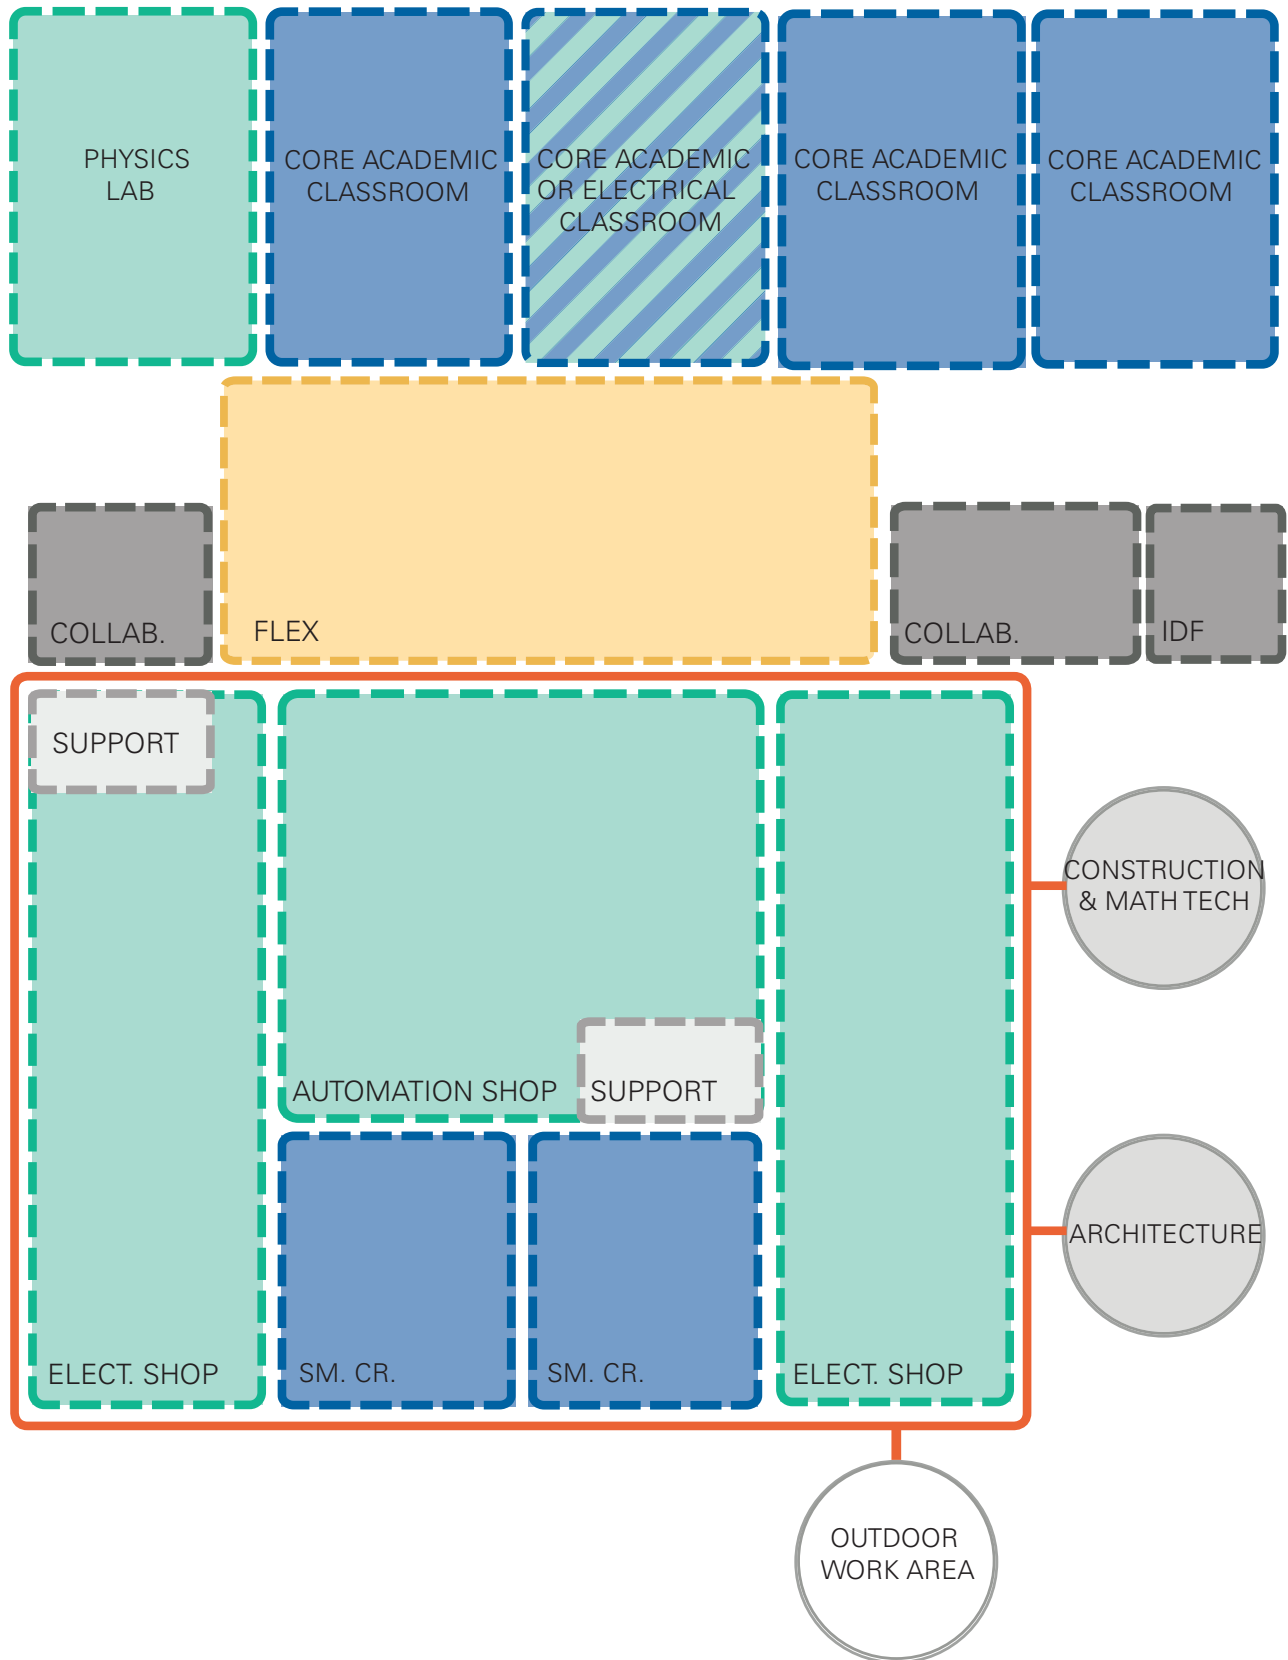 PHYSICS
LAB
CORE ACADEMIC
CLASSROOM
CORE ACADEMIC
OR ELECTRICAL
CLASSROOM
CORE ACADEMIC
CLASSROOM
CORE ACADEMIC
CLASSROOM
COLLAB.
FLEX
COLLAB.
IDF
SUPPORT
CONSTRUCTION
& MATH TECH
AUTOMATION SHOP
SUPPORT
ARCHITECTURE
ELECT. SHOP
SM. CR.
SM. CR.
ELECT. SHOP
OUTDOOR
WORK AREA